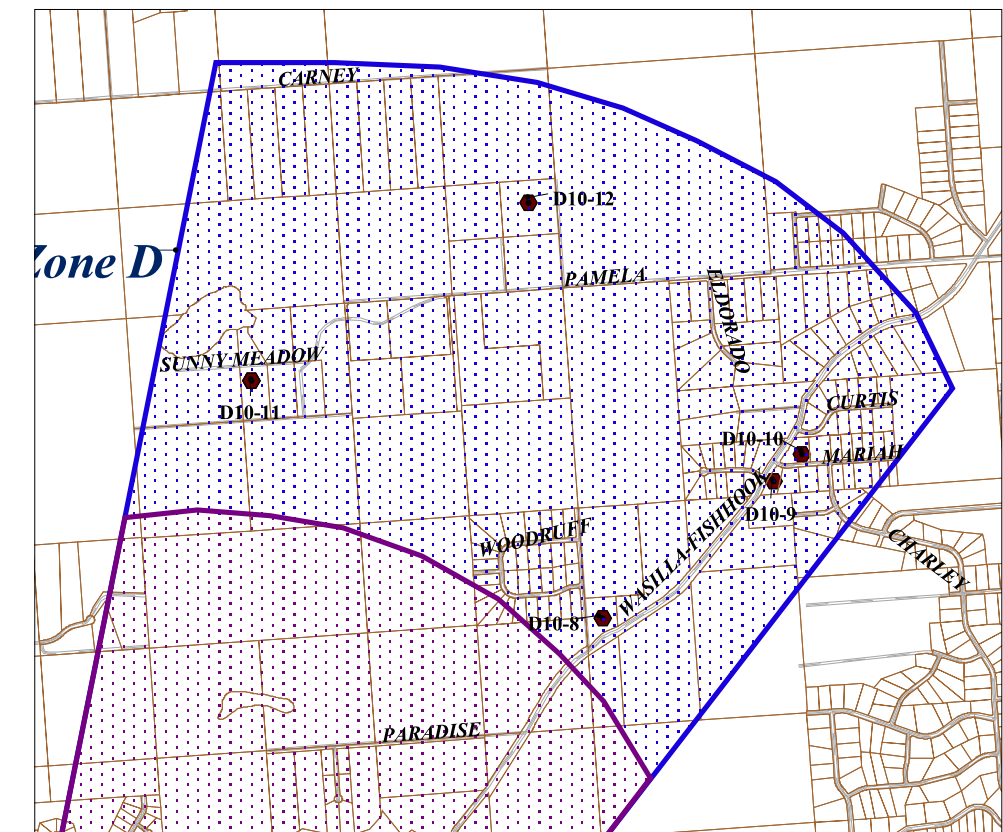 CARNEY
D10-12
Zone D
PAMELA
ELDORADO
SUNNY MEADOW
D10-11
CURTIS
D10-10
MARIAH
D10-9
WASILLA-FISHHOOK
WOODRUFF
CHARLEY
D10-8
PARADISE